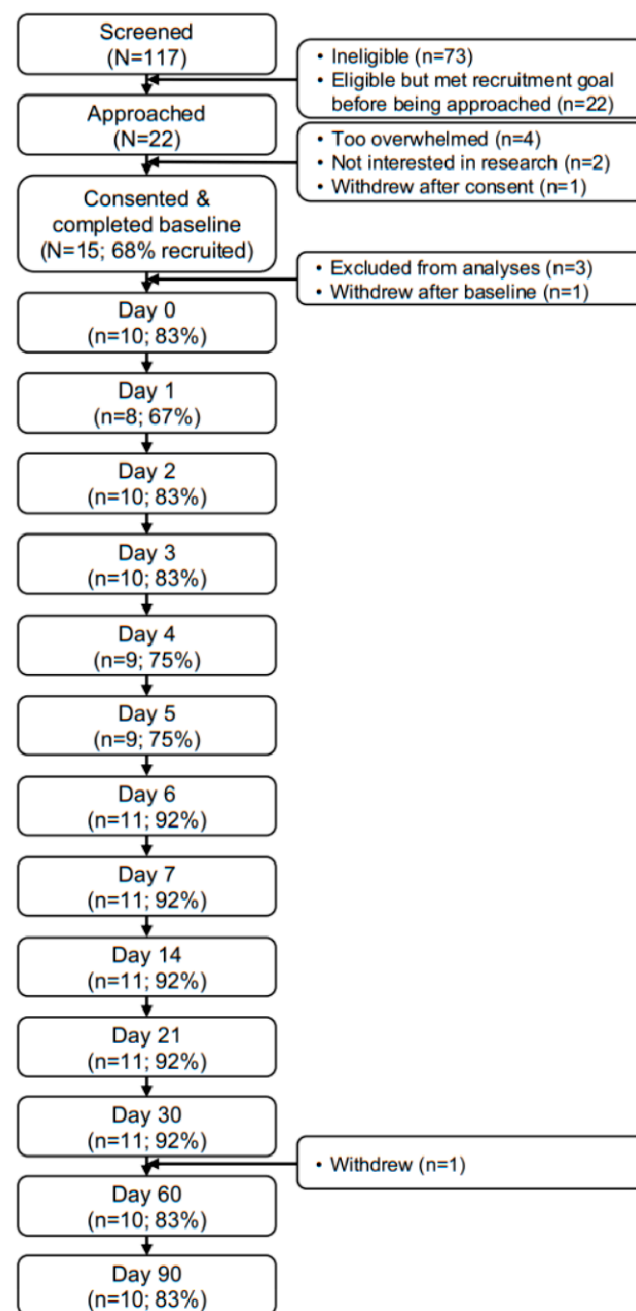 Screened
(N=117)
• Ineligible (n=73)
• Eligible but met recruitment goal
before being approached (n=22)
Approached
(N=22)
• Too overwhelmed (n=4)
• Not interested in research (n=2)
• Withdrew after consent (n=1)
Consented &
completed baseline
(N=15; 68% recruited)
• Excluded from analyses (n=3)
• Withdrew after baseline (n=1)
Day 0
(n=10; 83%)
Day 1
(n=8; 67%)
Day 2
(n=10; 83%)
Day 3
(n=10; 83%)
Day 4
(n=9; 75%)
Day 5
(n=9; 75%)
Day 6
(n=11; 92%)
Day 7
(n=11; 92%)
Day 14
(n=11; 92%)
Day 21
(n=11; 92%)
Day 30
(n=11; 92%)
• Withdrew (n=1)
Day 60
(n=10; 83%)
Day 90
(n=10; 83%)